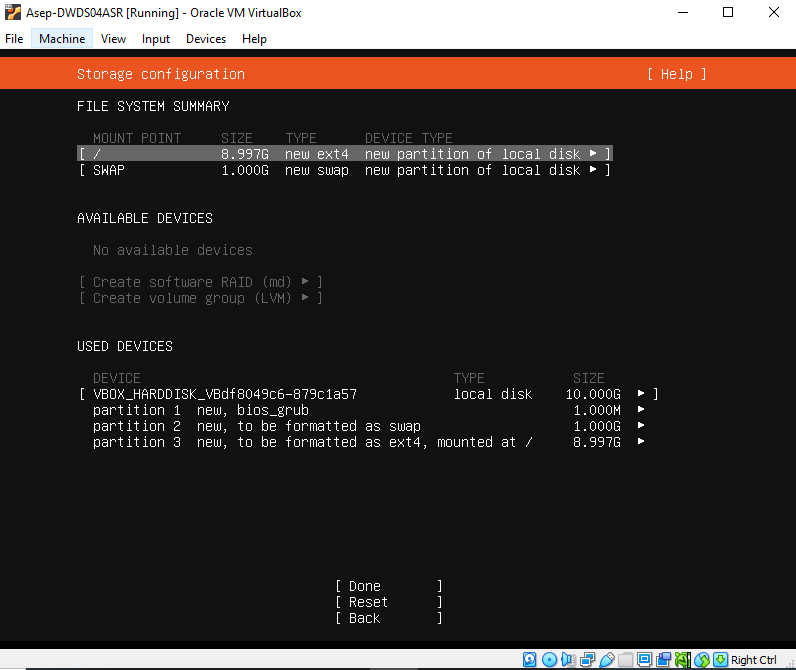 Asep-DWDS04ASR [Running] - Oracle VM VirtualBox
File Machine View Input Devices Help
Storage configuration [ Help ]
FILE SYSTEM SUMMARY
MOUNT POINT SIZE TYPE DEVICE TYPE
[ / 8.997G new ext4 new partition of local disk ▸ ]
[ SWAP 1.000G new swap new partition of local disk ▸ ]
AVAILABLE DEVICES
No available devices
[ Create software RAID (md) ▸ ]
[ Create volume group (LVM) ▸ ]
USED DEVICES
DEVICE TYPE SIZE
[ VBOX_HARDDISK_VBdf8049c6-879c1a57 local disk 10.000G ▸ ]
partition 1 new, bios_grub 1.000M ▸
partition 2 new, to be formatted as swap 1.000G ▸
partition 3 new, to be formatted as ext4, mounted at / 8.997G ▸
[ Done ]
[ Reset ]
[ Back ]
Right Ctrl